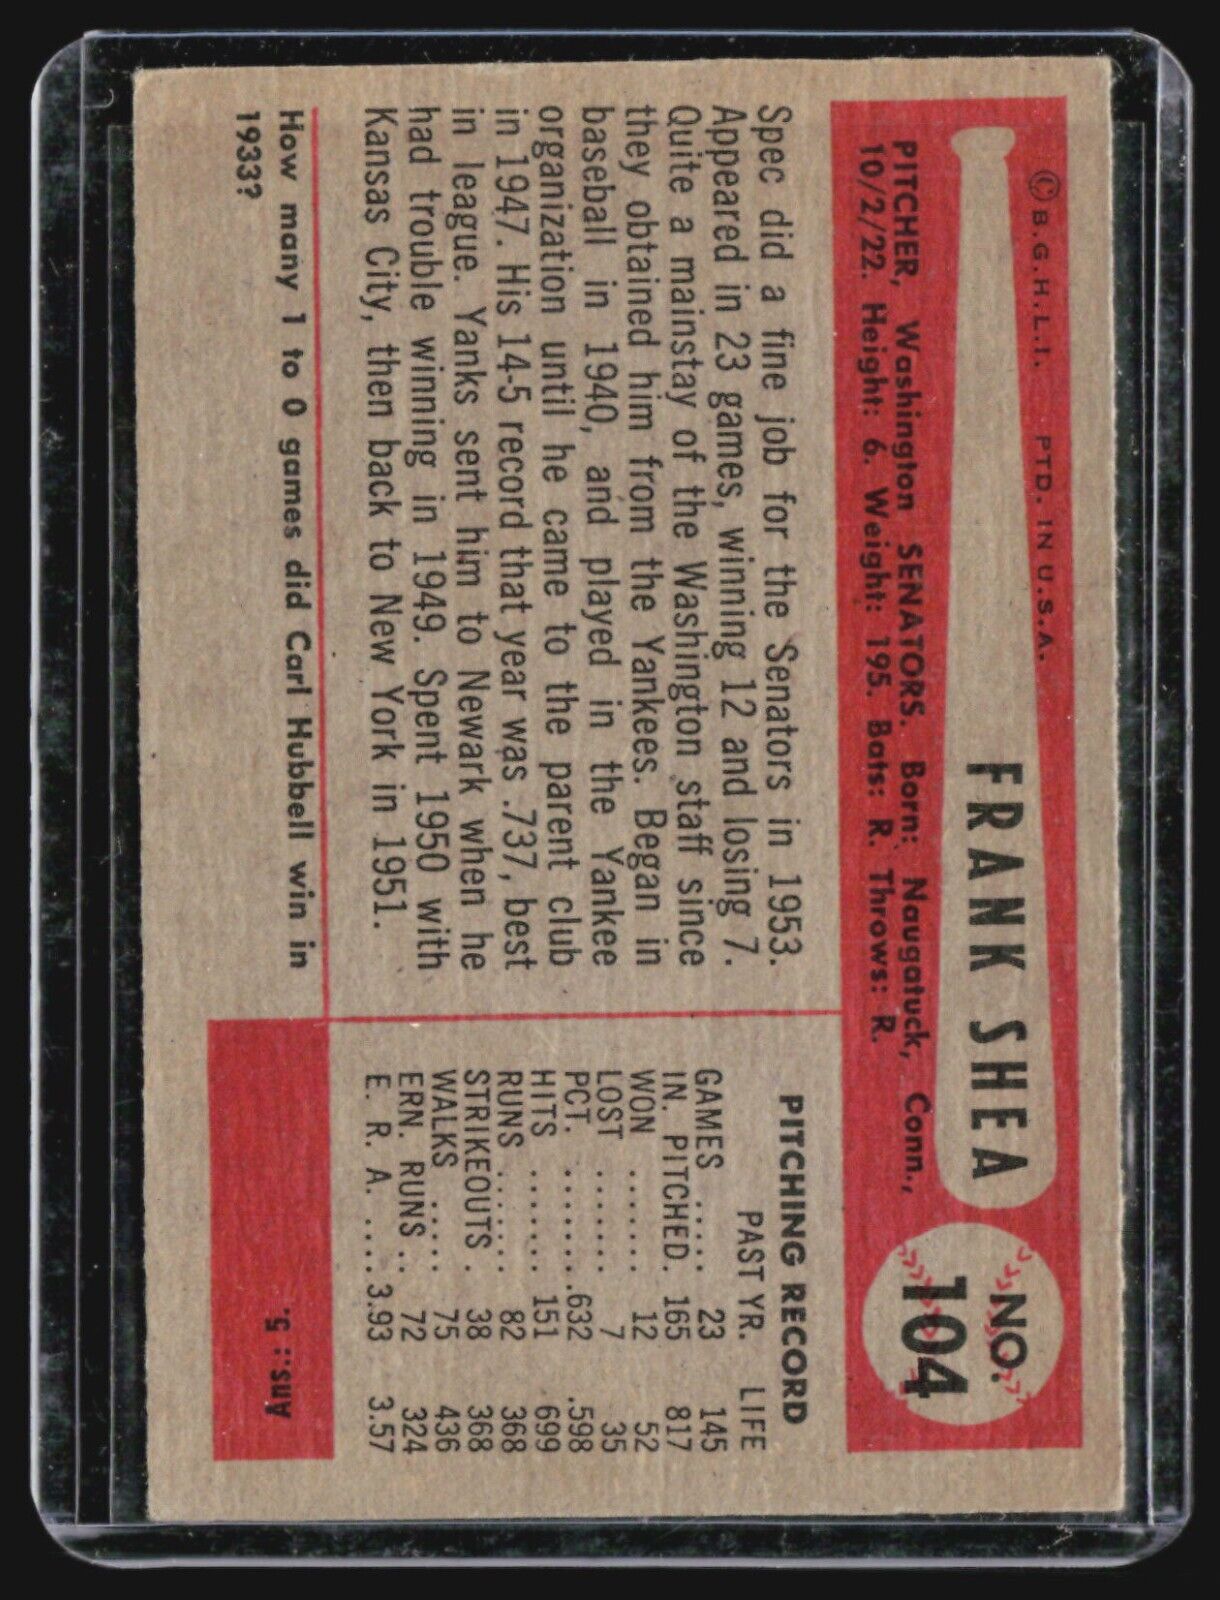 © B.G.H.L.I. PTD. IN U.S.A.
FRANK SHEA
NO.
104
PITCHER, Washington SENATORS. Born: Naugatuck, Conn.,
10/2/22. Height: 6. Weight: 195. Bats: R. Throws: R.
Spec did a fine job for the Senators in 1953.
Appeared in 23 games, winning 12 and losing 7.
Quite a mainstay of the Washington staff since
they obtained him from the Yankees. Began in
baseball in 1940, and played in the Yankee
organization until he came to the parent club
in 1947. His 14-5 record that year was .737, best
in league. Yanks sent him to Newark when he
had trouble winning in 1949. Spent 1950 with
Kansas City, then back to New York in 1951.
PITCHING RECORD
PAST YR. LIFE
GAMES ..... 23 145
IN. PITCHED. 165 817
WON ....... 12 52
LOST ....... 7 35
PCT. ........632 .598
HITS ....... 151 699
RUNS ....... 82 368
STRIKEOUTS . 38 368
WALKS ..... 75 436
ERN. RUNS .. 72 324
E. R. A. .... 3.93 3.57
How many 1 to 0 games did Carl Hubbell win in
1933?
Ans.: 5.